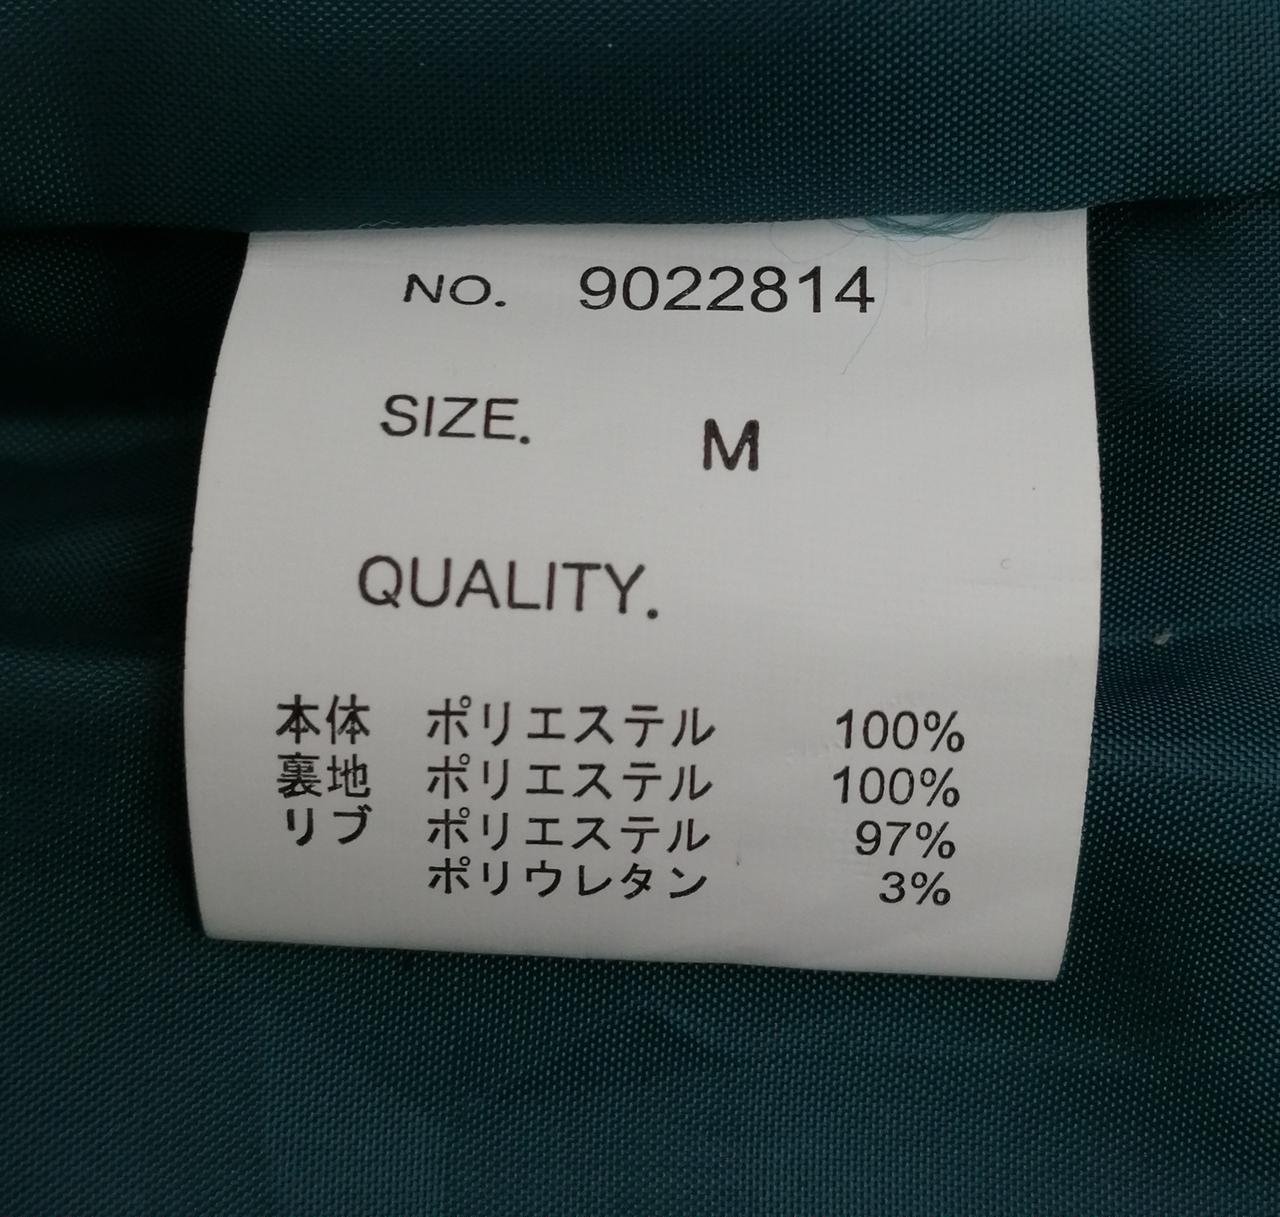 NO. 9022814
SIZE. M
QUALITY.
本体 ポリエステル 100%
裏地 ポリエステル 100%
リブ ポリエステル 97%
ポリウレタン 3%